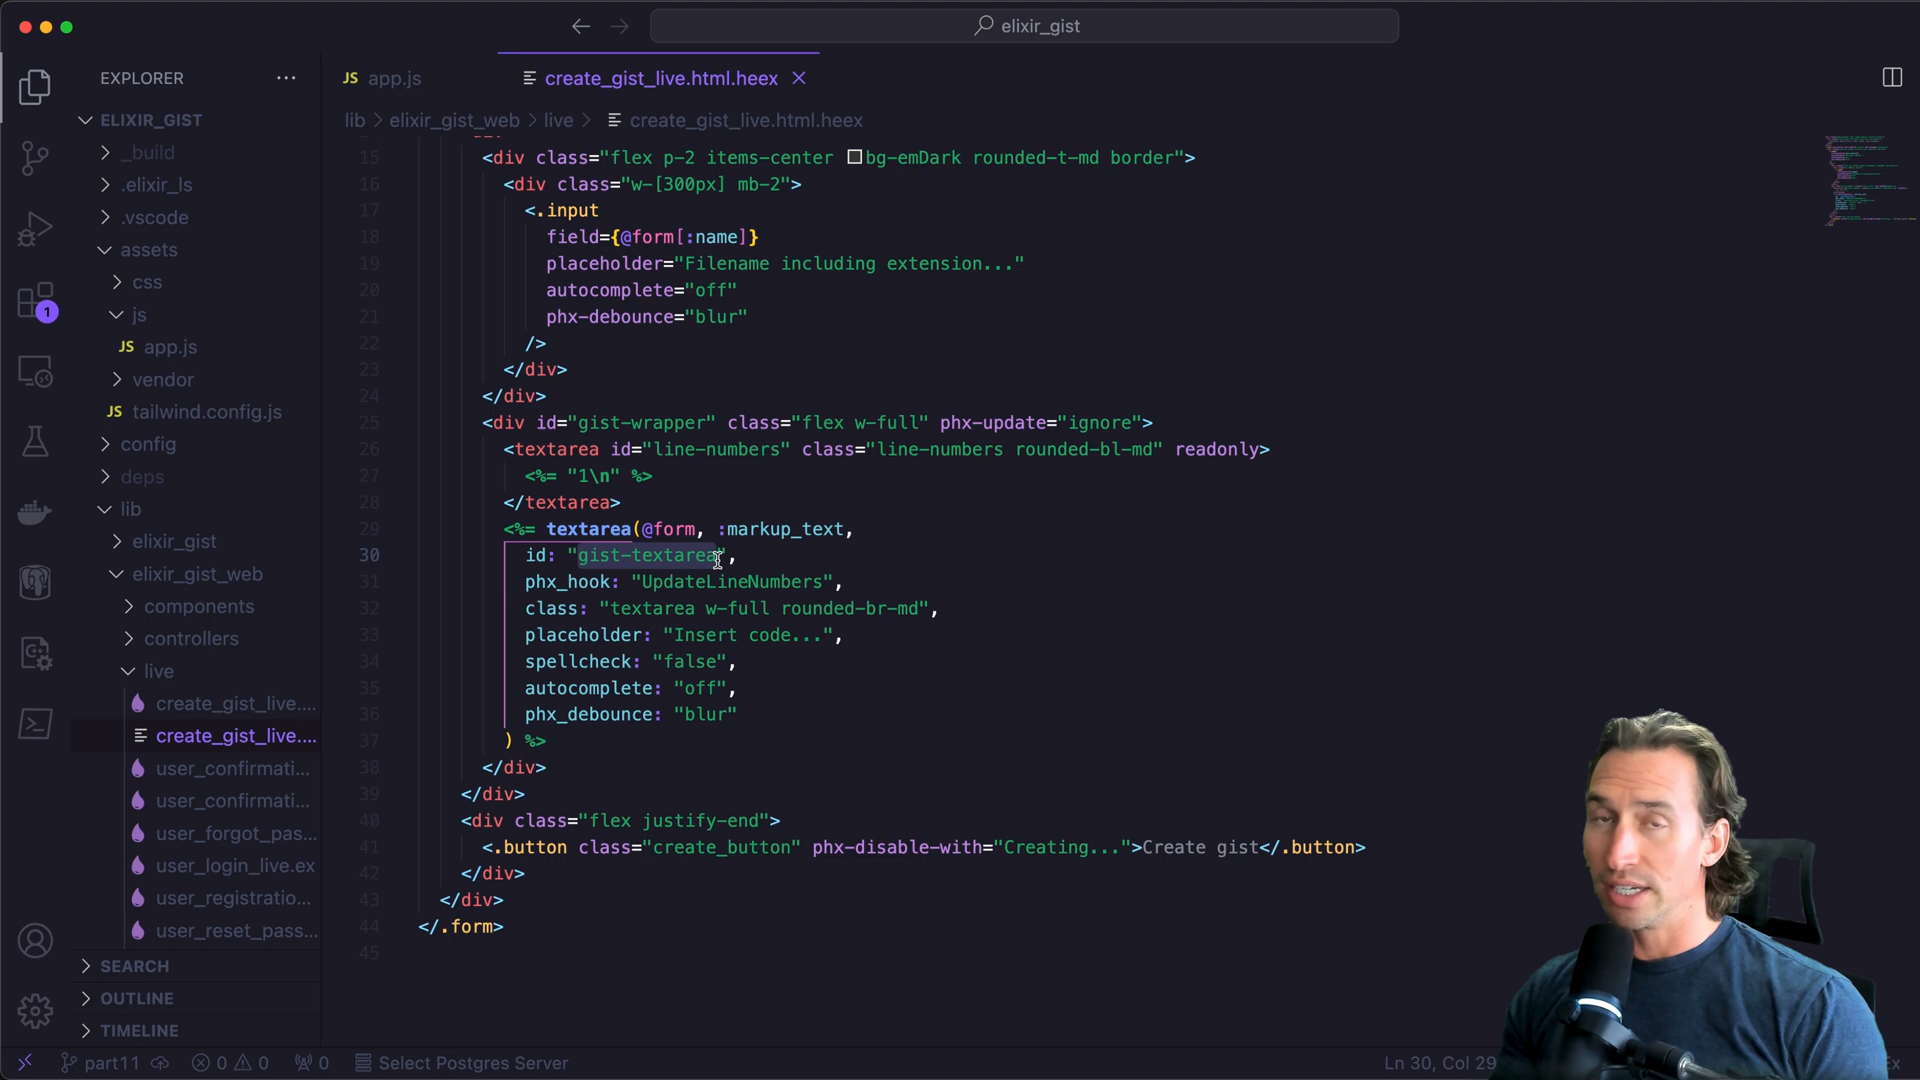 elixir_gist
EXPLORER
ELIXIR_GIST
_build
.elixir_ls
.vscode
assets
css
js
JS app.js
vendor
JS tailwind.config.js
config
deps
lib
elixir_gist
elixir_gist_web
components
controllers
live
create_gist_live....
create_gist_live....
user_confirmati...
user_confirmati...
user_forgot_pas...
user_login_live.ex
user_registratio...
user_reset_pass...
SEARCH
OUTLINE
TIMELINE
1
JS app.js
create_gist_live.html.heex
lib > elixir_gist_web > live > create_gist_live.html.heex
15 <div class="flex p-2 items-center bg-emDark rounded-t-md border">
16 <div class="w-[300px] mb-2">
17 <.input
18 field={@form[:name]}
19 placeholder="Filename including extension..."
20 autocomplete="off"
21 phx-debounce="blur"
22 />
23 </div>
24 </div>
25 <div id="gist-wrapper" class="flex w-full" phx-update="ignore">
26 <textarea id="line-numbers" class="line-numbers rounded-bl-md" readonly>
27 <%= "1\n" %>
28 </textarea>
29 <%= textarea(@form, :markup_text,
30 id: "gist-textarea",
31 phx_hook: "UpdateLineNumbers",
32 class: "textarea w-full rounded-br-md",
33 placeholder: "Insert code...",
34 spellcheck: "false",
35 autocomplete: "off",
36 phx_debounce: "blur"
37 ) %>
38 </div>
39 </div>
40 <div class="flex justify-end">
41 <.button class="create_button" phx-disable-with="Creating...">Create gist</.button>
42 </div>
43 </div>
44 </.form>
45
part11 0 0 0 Select Postgres Server Ln 30, Col 29